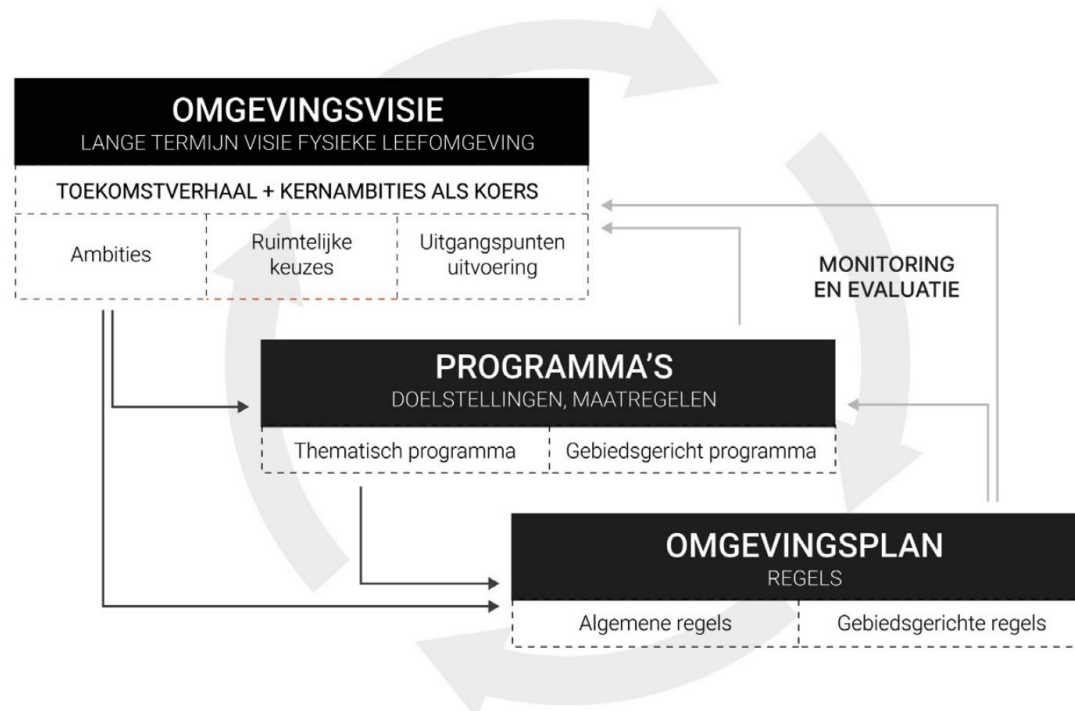 OMGEVINGSVISIE
LANGE TERMIJN VISIE FYSIEKE LEEFOMGEVING
TOEKOMSTVERHAAL + KERNAMBITIES ALS KOERS
Ambities
Ruimtelijke
keuzes
Uitgangspunten
uitvoering
MONITORING
EN EVALUATIE
PROGRAMMA'S
DOELSTELLINGEN, MAATREGELEN
Thematisch programma
Gebiedsgericht programma
OMGEVINGSPLAN
REGELS
Algemene regels
Gebiedsgerichte regels